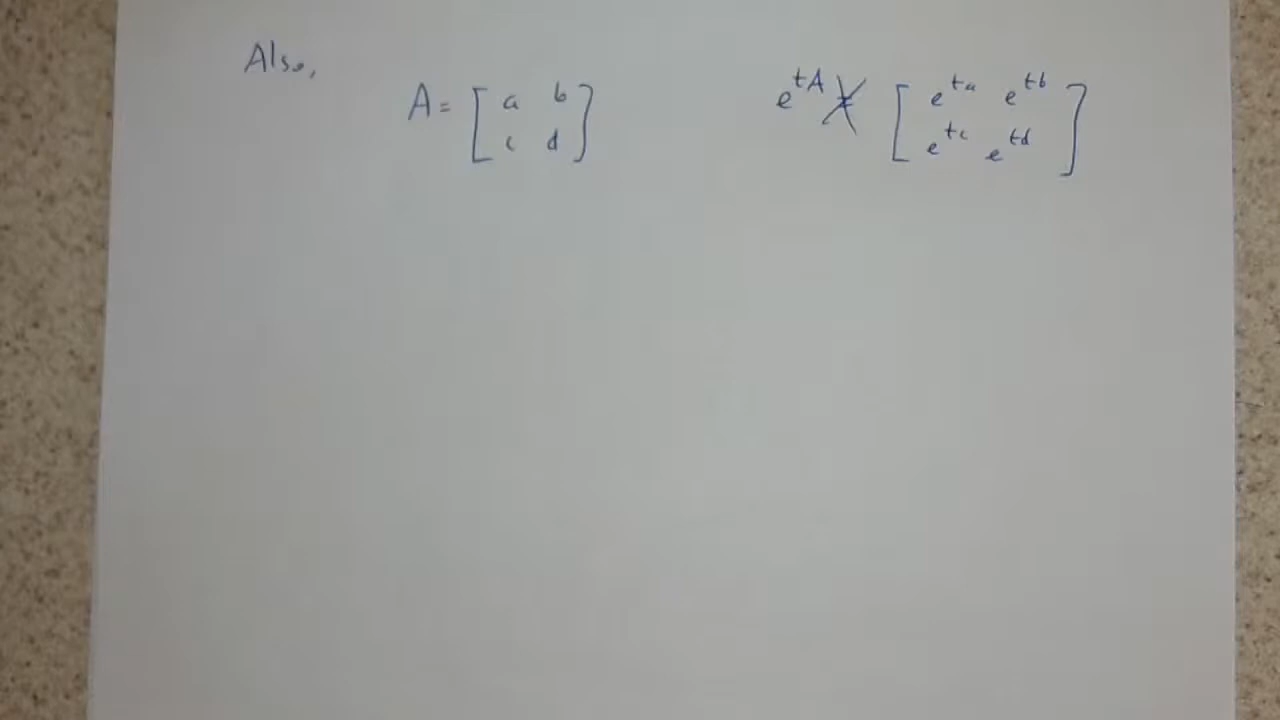 Also,
A = [ a b ; c d ]    e^{tA} ≠ [ e^{ta} e^{tb} ; e^{tc} e^{td} ]